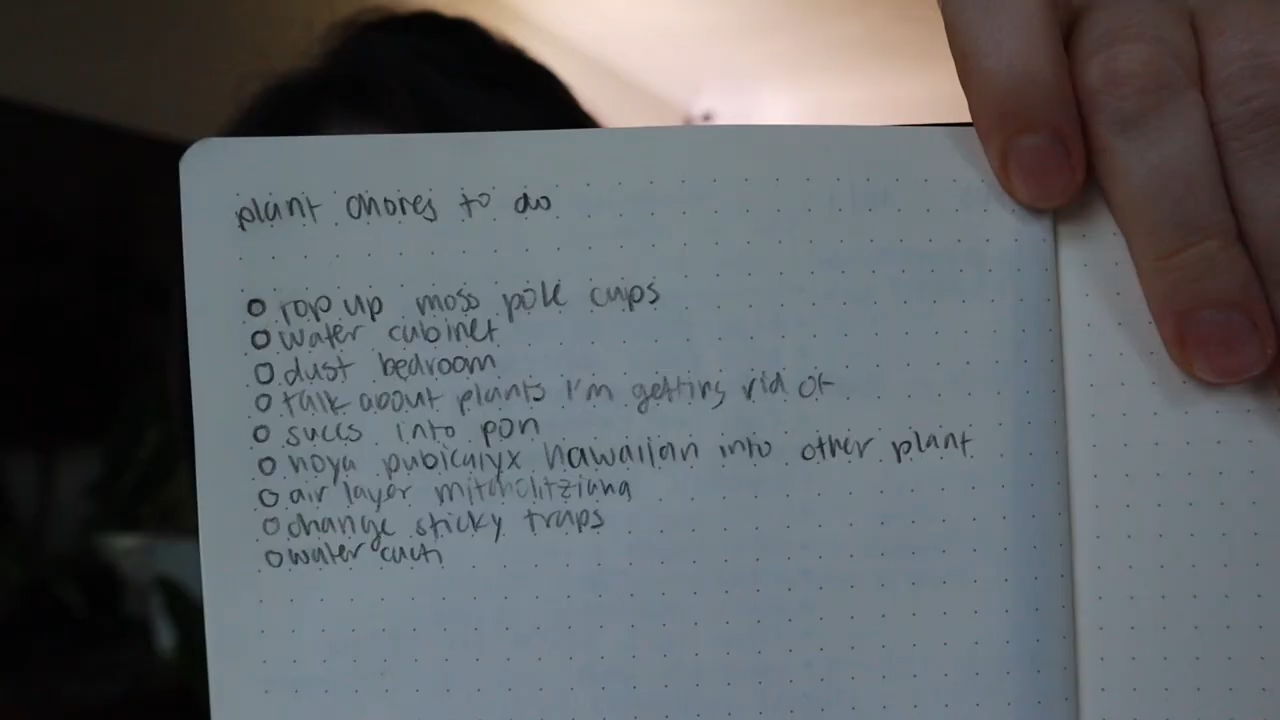 plant chores to do
top up moss pole cups
water cabinet
dust bedroom
talk about plants i'm getting rid of
succs into pon
hoya pubicalyx hawaiian into other plant
air layer mitcholitziana
change sticky traps
water cacti